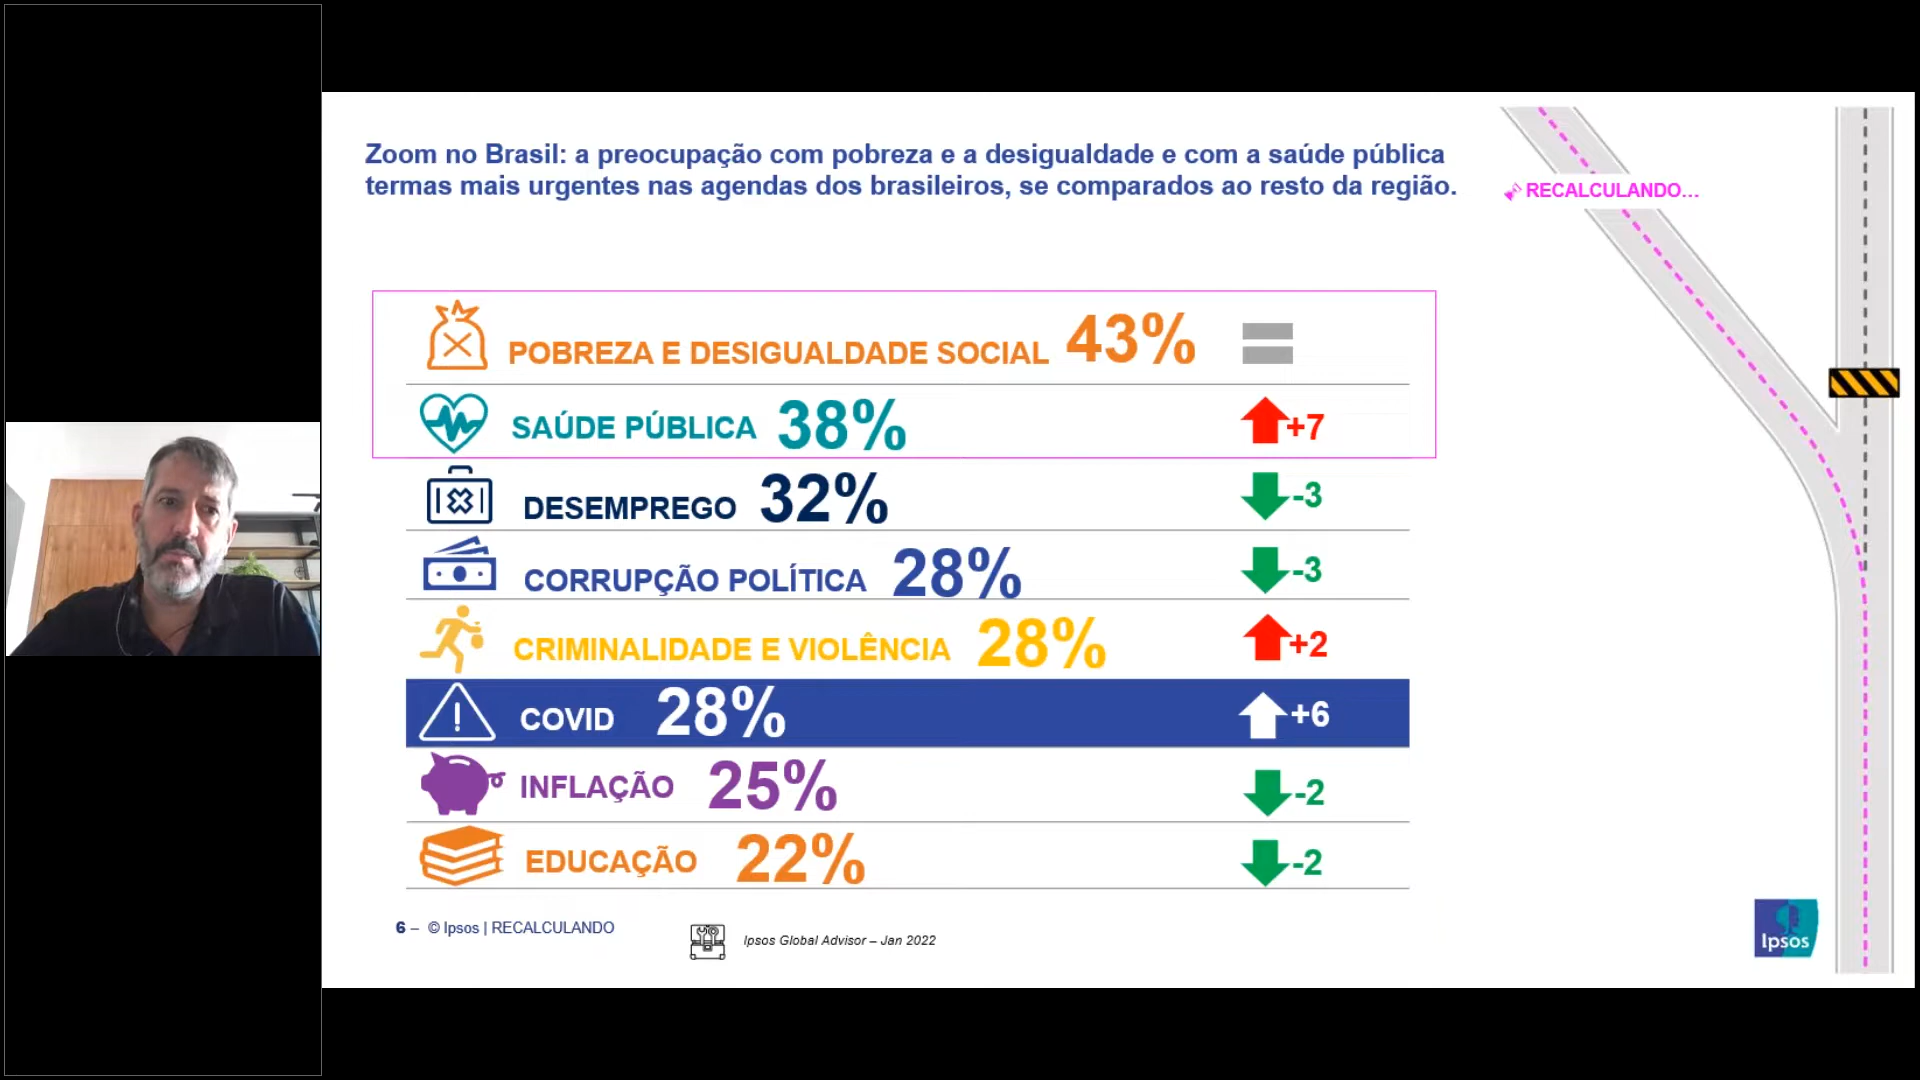 Zoom no Brasil: a preocupação com pobreza e a desigualdade e com a saúde pública
termas mais urgentes nas agendas dos brasileiros, se comparados ao resto da região.
RECALCULANDO...
POBREZA E DESIGUALDADE SOCIAL 43%
SAÚDE PÚBLICA 38% +7
DESEMPREGO 32% -3
CORRUPÇÃO POLÍTICA 28% -3
CRIMINALIDADE E VIOLÊNCIA 28% +2
COVID 28% +6
INFLAÇÃO 25% -2
EDUCAÇÃO 22% -2
6 – © Ipsos | RECALCULANDO
Ipsos Global Advisor – Jan 2022
Ipsos